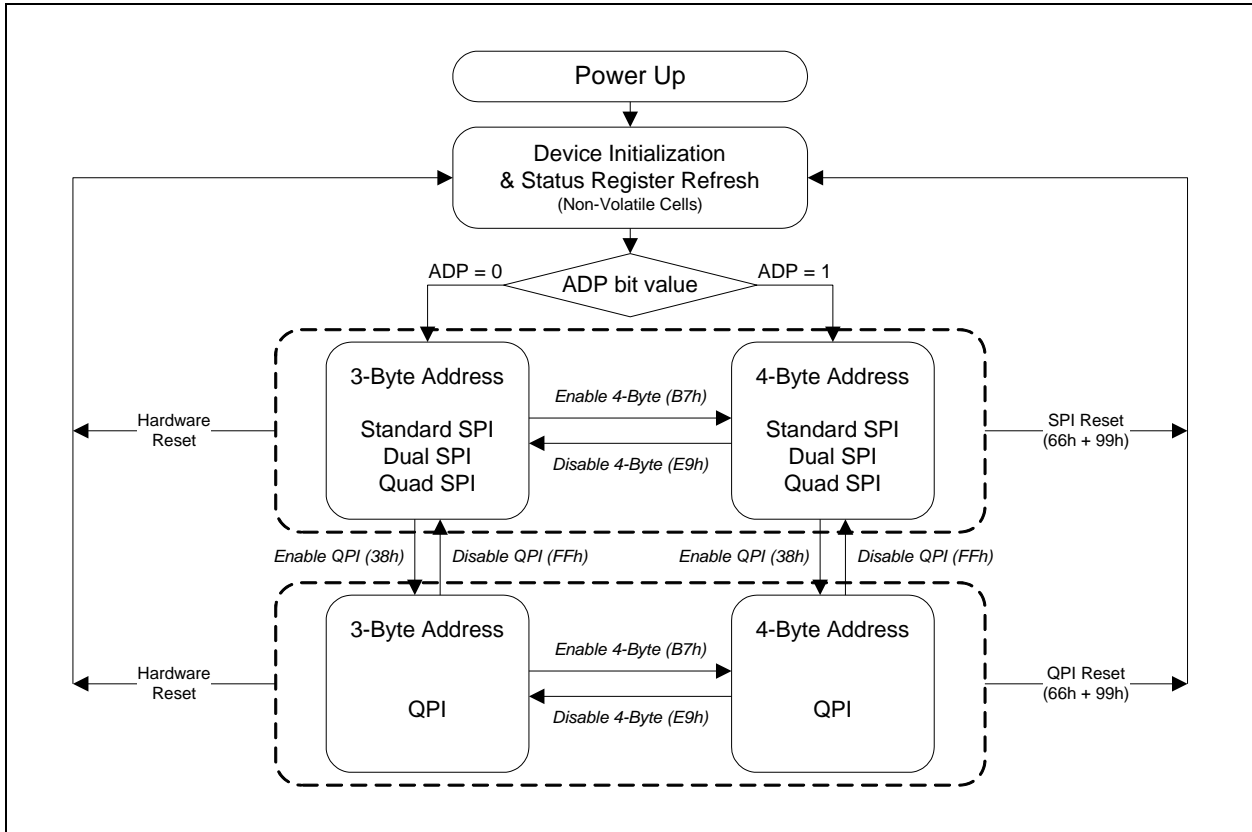 Power Up
Device Initialization
& Status Register Refresh
(Non-Volatile Cells)
ADP = 0
ADP bit value
ADP = 1
3-Byte Address
Standard SPI
Dual SPI
Quad SPI
Enable 4-Byte (B7h)
Disable 4-Byte (E9h)
4-Byte Address
Standard SPI
Dual SPI
Quad SPI
Hardware
Reset
SPI Reset
(66h + 99h)
Enable QPI (38h)
Disable QPI (FFh)
Enable QPI (38h)
Disable QPI (FFh)
3-Byte Address
QPI
Enable 4-Byte (B7h)
Disable 4-Byte (E9h)
4-Byte Address
QPI
Hardware
Reset
QPI Reset
(66h + 99h)